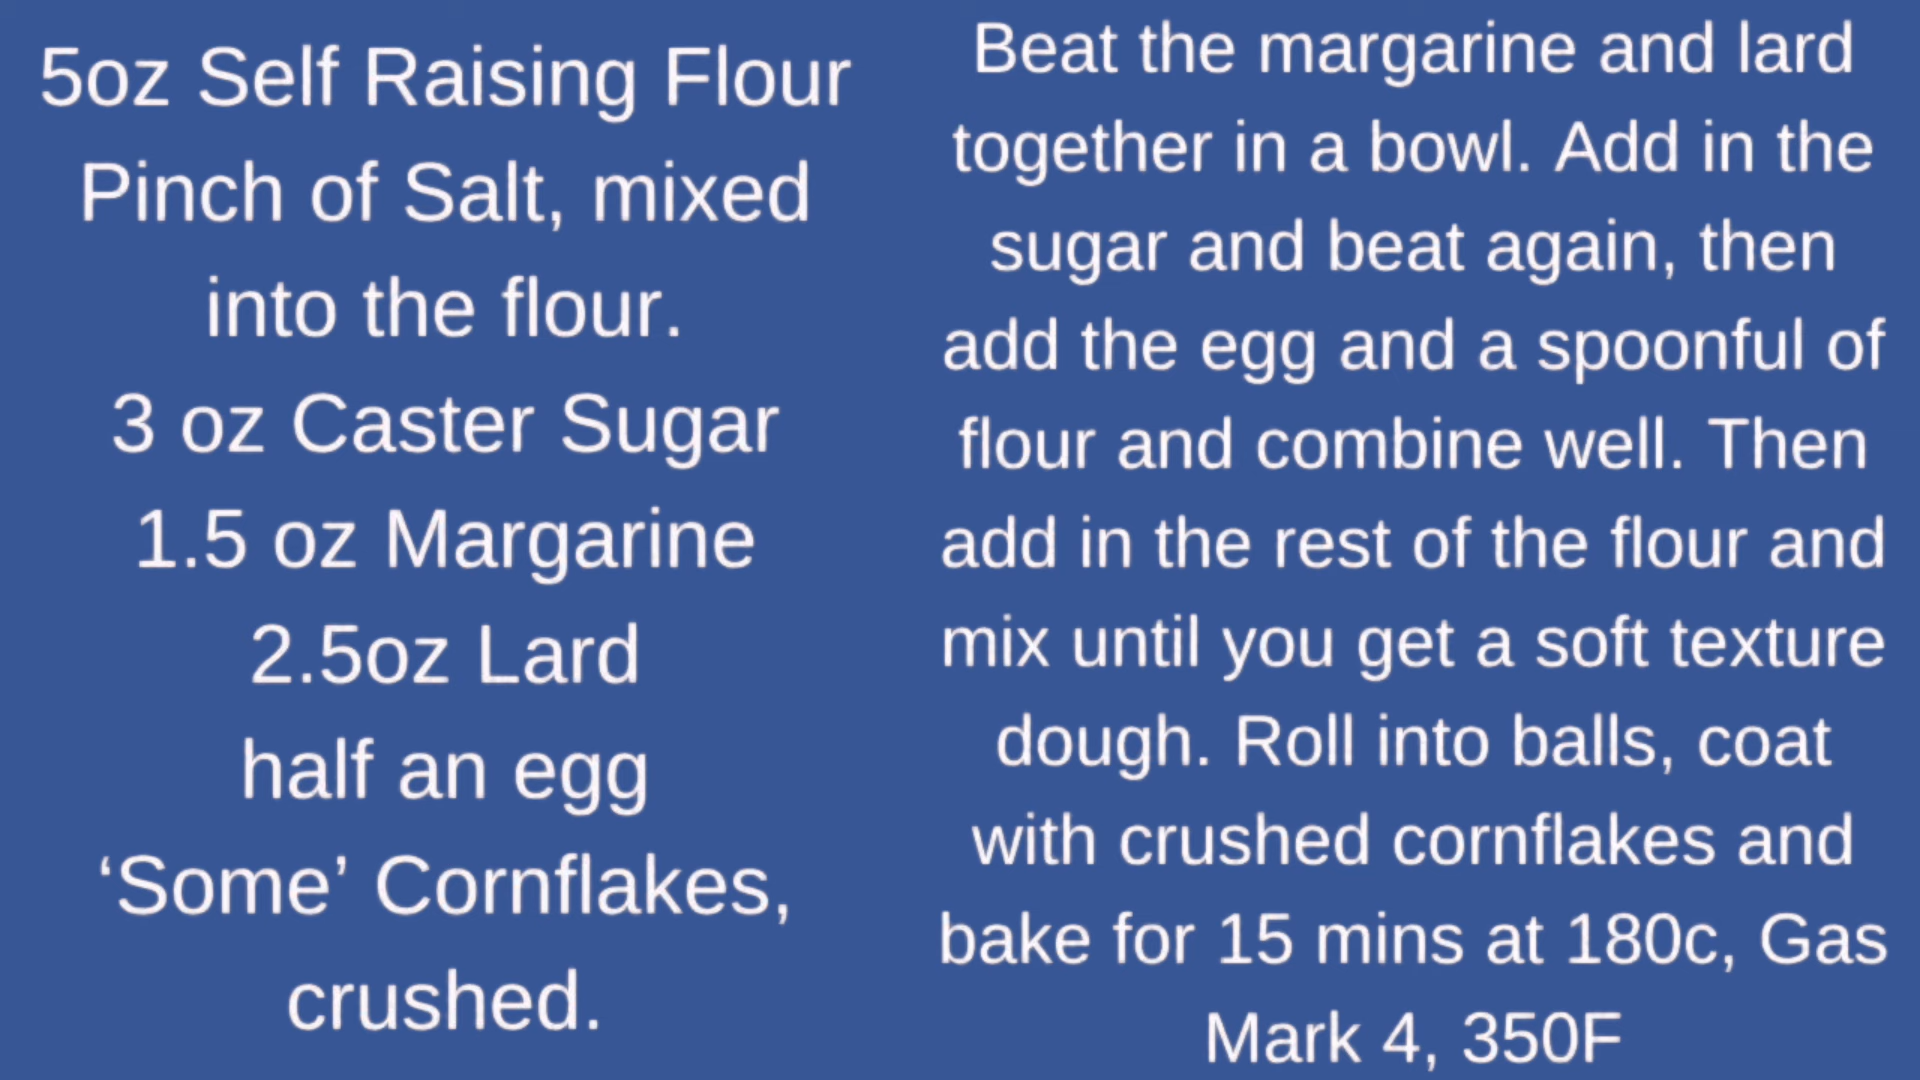 5oz Self Raising Flour
Pinch of Salt, mixed
into the flour.
3 oz Caster Sugar
1.5 oz Margarine
2.5oz Lard
half an egg
‘Some’ Cornflakes,
crushed.
Beat the margarine and lard
together in a bowl. Add in the
sugar and beat again, then
add the egg and a spoonful of
flour and combine well. Then
add in the rest of the flour and
mix until you get a soft texture
dough. Roll into balls, coat
with crushed cornflakes and
bake for 15 mins at 180c, Gas
Mark 4, 350F